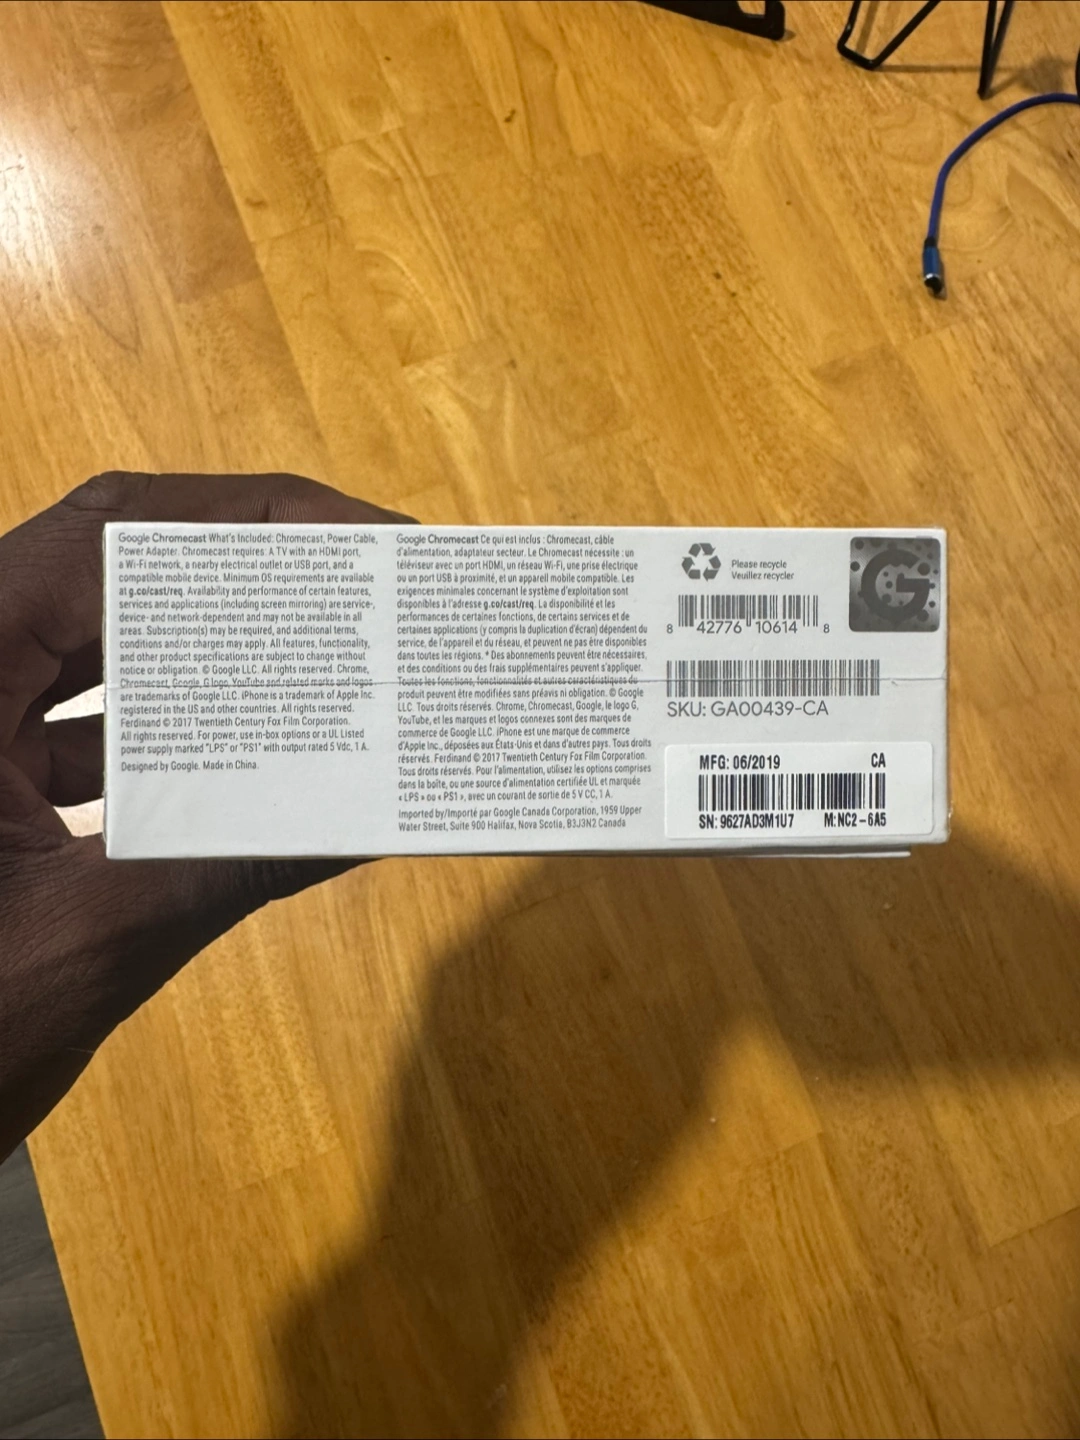 Google Chromecast What's Included: Chromecast, Power Cable,
Power Adapter. Chromecast requires: A TV with an HDMI port,
a Wi-Fi network, a nearby electrical outlet or USB port, and a
compatible mobile device. Minimum OS requirements are available
at g.co/cast/req. Availability and performance of certain features,
services and applications (including screen mirroring) are service-,
device- and network-dependent and may not be available in all
areas. Subscription(s) may be required, and additional terms,
conditions and/or charges may apply. All features, functionality,
and other product specifications are subject to change without
notice or obligation. © Google LLC. All rights reserved. Chrome,
Chromecast, Google, G logo, YouTube and related marks and logos
are trademarks of Google LLC. iPhone is a trademark of Apple Inc.
registered in the US and other countries. All rights reserved.
Ferdinand © 2017 Twentieth Century Fox Film Corporation.
All rights reserved. For power, use in-box options or a UL Listed
power supply marked "LPS" or "PS1" with output rated 5 Vdc, 1 A.
Designed by Google. Made in China.
Google Chromecast Ce qui est inclus : Chromecast, câble
d'alimentation, adaptateur secteur. Le Chromecast nécessite : un
téléviseur avec un port HDMI, un réseau Wi-Fi, une prise électrique
ou un port USB à proximité, et un appareil mobile compatible. Les
exigences minimales concernant le système d'exploitation sont
disponibles à l'adresse g.co/cast/req. La disponibilité et les
performances de certaines fonctions, de certains services et de
certaines applications (y compris la duplication d'écran) dépendent du
service, de l'appareil et du réseau, et peuvent ne pas être disponibles
dans toutes les régions. * Des abonnements peuvent être nécessaires,
et des conditions ou des frais supplémentaires peuvent s'appliquer.
Toutes les fonctions, fonctionnalités et autres caractéristiques du
produit peuvent être modifiées sans préavis ni obligation. © Google
LLC. Tous droits réservés. Chrome, Chromecast, Google, le logo G,
YouTube, et les marques et logos connexes sont des marques de
commerce de Google LLC. iPhone est une marque de commerce
d'Apple Inc., déposées aux États-Unis et dans d'autres pays. Tous droits
réservés. Ferdinand © 2017 Twentieth Century Fox Film Corporation.
Tous droits réservés. Pour l'alimentation, utilisez les options comprises
dans la boîte, ou une source d'alimentation certifiée UL et marquée
« LPS » ou « PS1 », avec un courant de sortie de 5 V CC, 1 A.
Imported by/Importé par Google Canada Corporation, 1959 Upper
Water Street, Suite 900 Halifax, Nova Scotia, B3J3N2 Canada
Please recycle
Veuillez recycler
8 42776 10614 8
SKU: GA00439-CA
MFG: 06/2019 CA
SN: 9627AD3M1U7 M: NC2-6A5
G